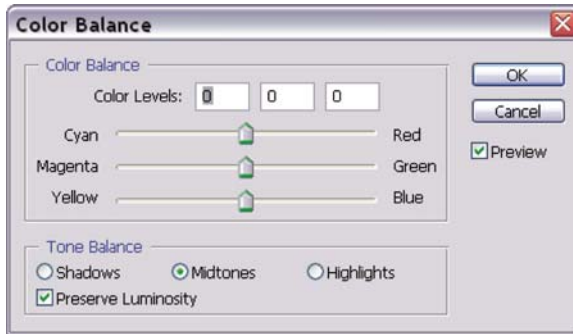 Color Balance
Color Balance
Color Levels: 0 0 0
Cyan Red
Magenta Green
Yellow Blue
Tone Balance
Shadows Midtones Highlights
Preserve Luminosity
OK
Cancel
Preview